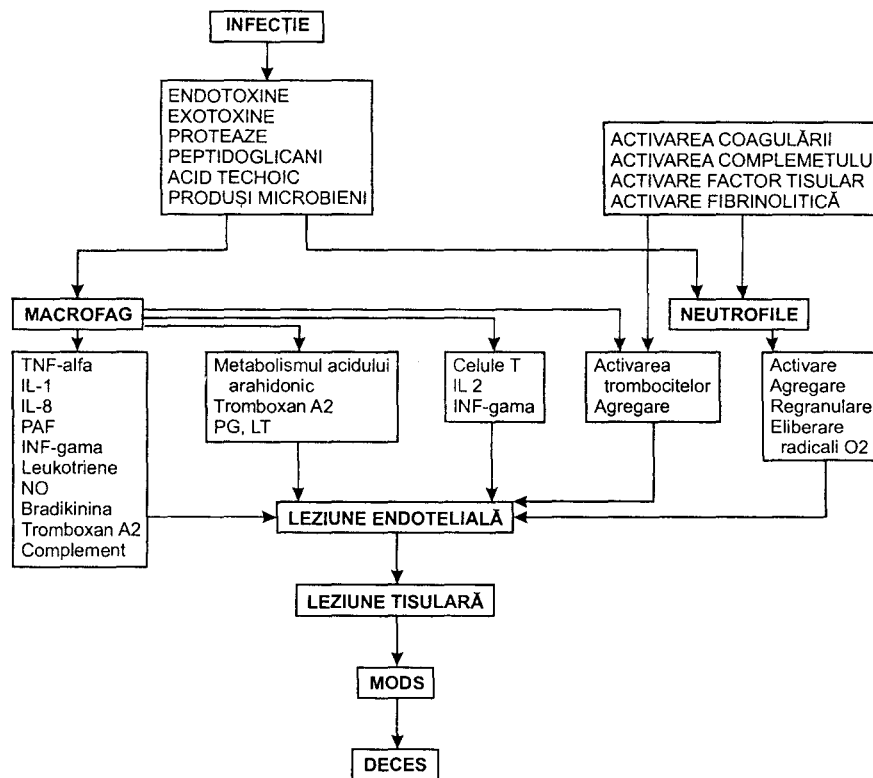 INFECȚIE
ENDOTOXINE
EXOTOXINE
PROTEAZE
PEPTIDOGLICANI
ACID TECHOIC
PRODUȘI MICROBIENI
ACTIVAREA COAGULĂRII
ACTIVAREA COMPLEMETULU
ACTIVARE FACTOR TISULAR
ACTIVARE FIBRINOLITICĂ
MACROFAG
NEUTROFILE
TNF-alfa
IL-1
IL-8
PAF
INF-gama
Leukotriene
NO
Bradikinina
Tromboxan A2
Complement
Metabolismul acidului
arahidonic
Tromboxan A2
PG, LT
Celule T
IL 2
INF-gama
Activarea
trombocitelor
Agregare
Activare
Agregare
Regranulare
Eliberare
radicali O2
LEZIUNE ENDOTELIALĂ
LEZIUNE TISULARĂ
MODS
DECES